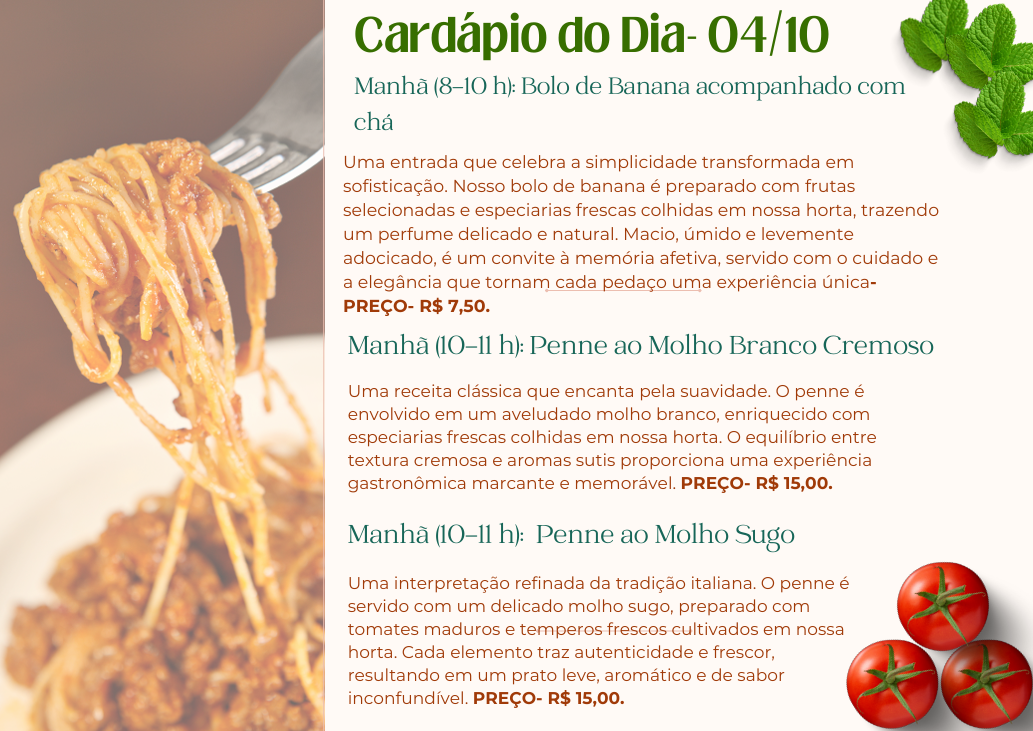 Cardápio do Dia- 04/10
Manhã (8–10 h): Bolo de Banana acompanhado com
chá
Uma entrada que celebra a simplicidade transformada em
sofisticação. Nosso bolo de banana é preparado com frutas
selecionadas e especiarias frescas colhidas em nossa horta, trazendo
um perfume delicado e natural. Macio, úmido e levemente
adocicado, é um convite à memória afetiva, servido com o cuidado e
a elegância que tornam cada pedaço uma experiência única-
PREÇO- R$ 7,50.
Manhã (10–11 h): Penne ao Molho Branco Cremoso
Uma receita clássica que encanta pela suavidade. O penne é
envolvido em um aveludado molho branco, enriquecido com
especiarias frescas colhidas em nossa horta. O equilíbrio entre
textura cremosa e aromas sutis proporciona uma experiência
gastronômica marcante e memorável. PREÇO- R$ 15,00.
Manhã (10–11 h): Penne ao Molho Sugo
Uma interpretação refinada da tradição italiana. O penne é
servido com um delicado molho sugo, preparado com
tomates maduros e temperos frescos cultivados em nossa
horta. Cada elemento traz autenticidade e frescor,
resultando em um prato leve, aromático e de sabor
inconfundível. PREÇO- R$ 15,00.